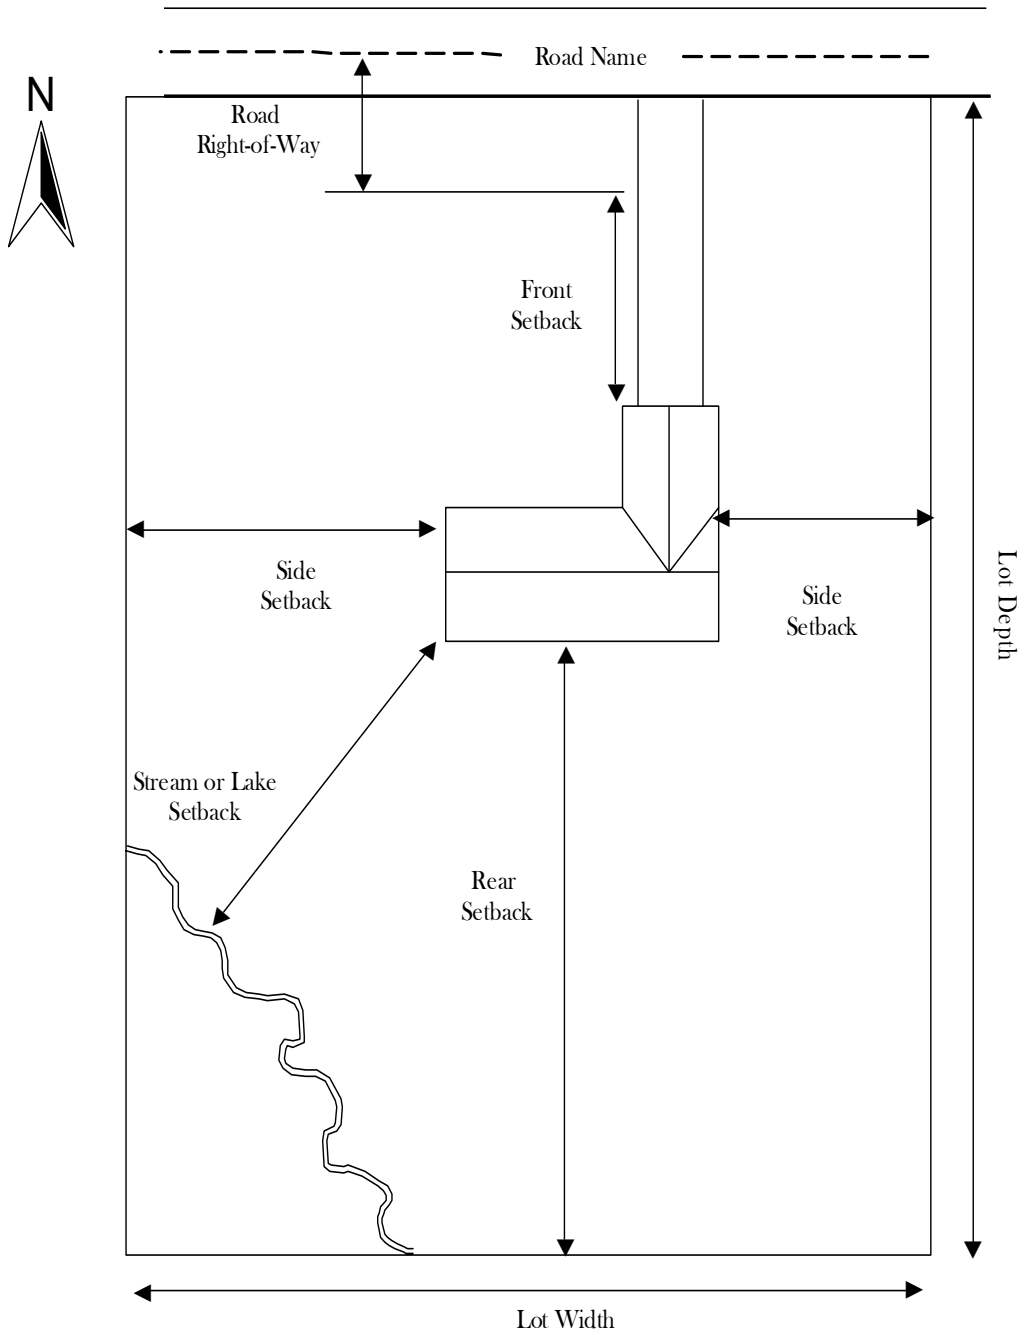 Road Name
N
Road
Right-of-Way
Front
Setback
Side
Setback
Side
Setback
Lot Depth
Stream or Lake
Setback
Rear
Setback
Lot Width